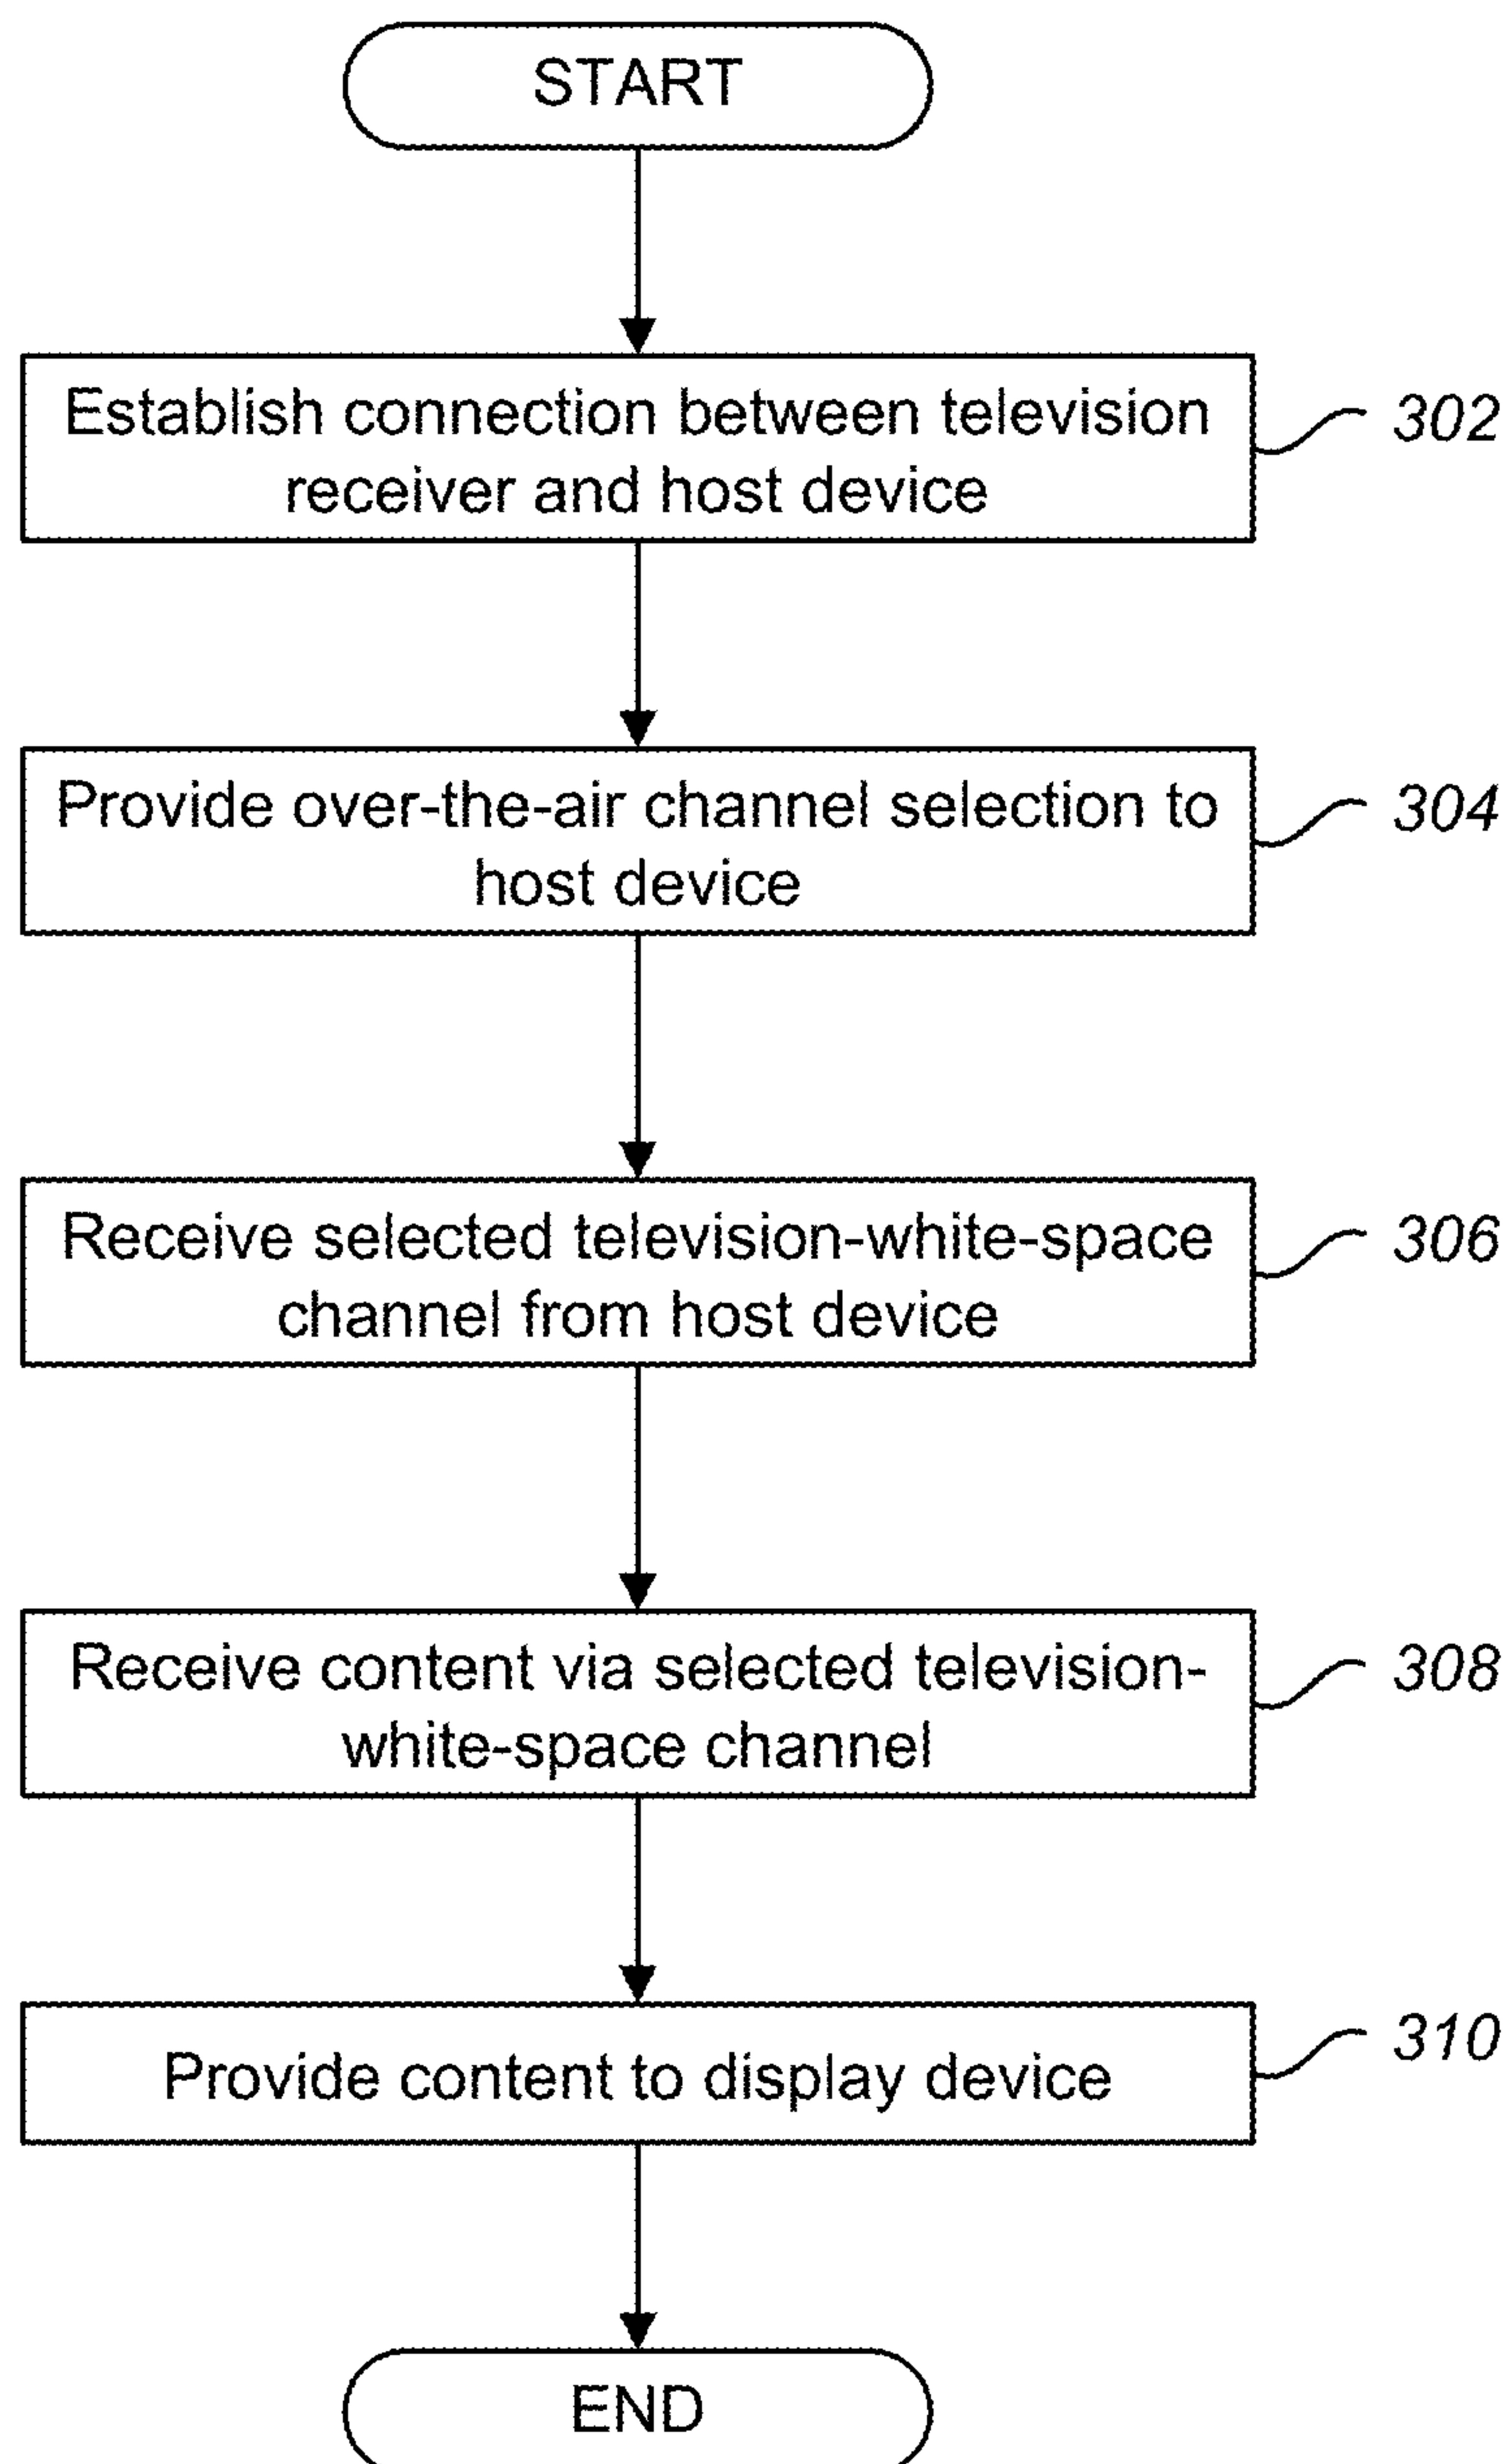 START
Establish connection between television
receiver and host device
302
Provide over-the-air channel selection to
host device
304
Receive selected television-white-space
channel from host device
306
Receive content via selected television-
white-space channel
308
Provide content to display device
310
END